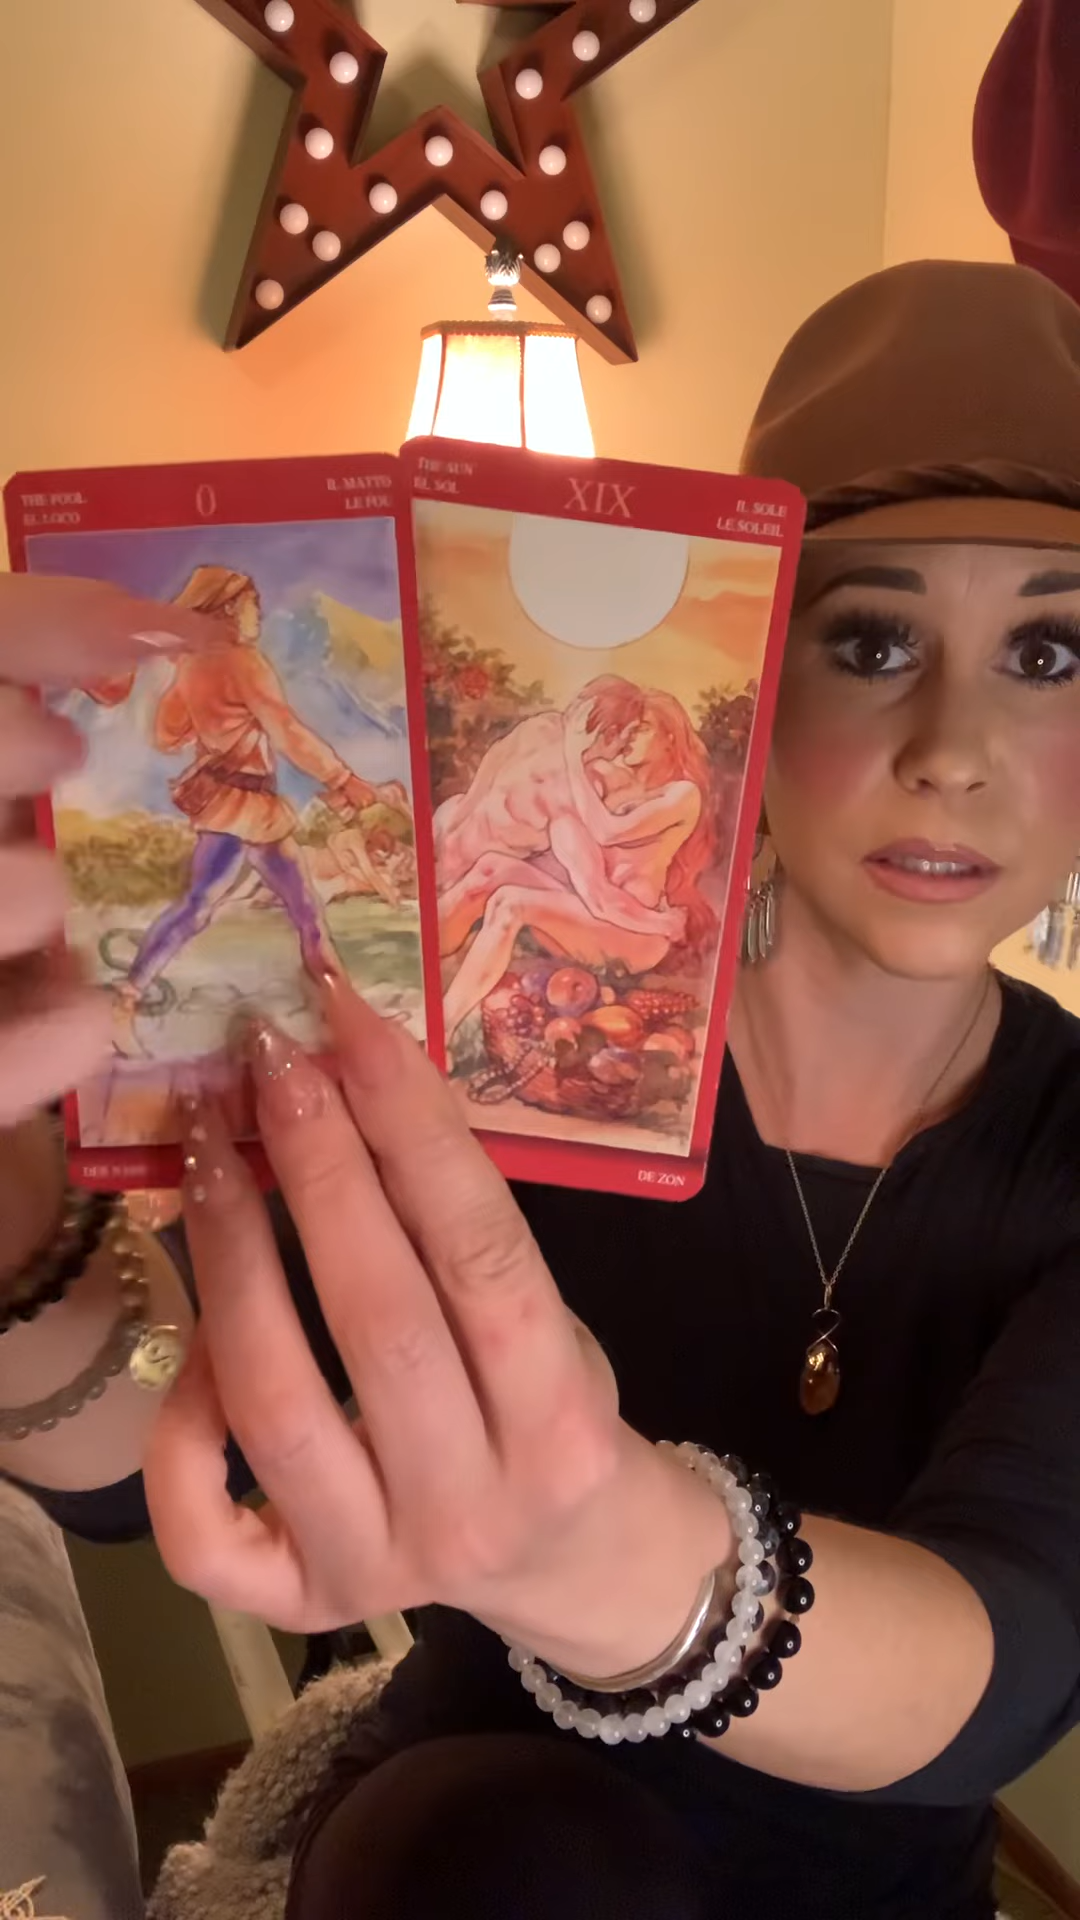 THE FOOL
EL LOCO
0
IL MATTO
LE FOU
THE SUN
EL SOL
XIX
IL SOLE
LE SOLEIL
DE ZON